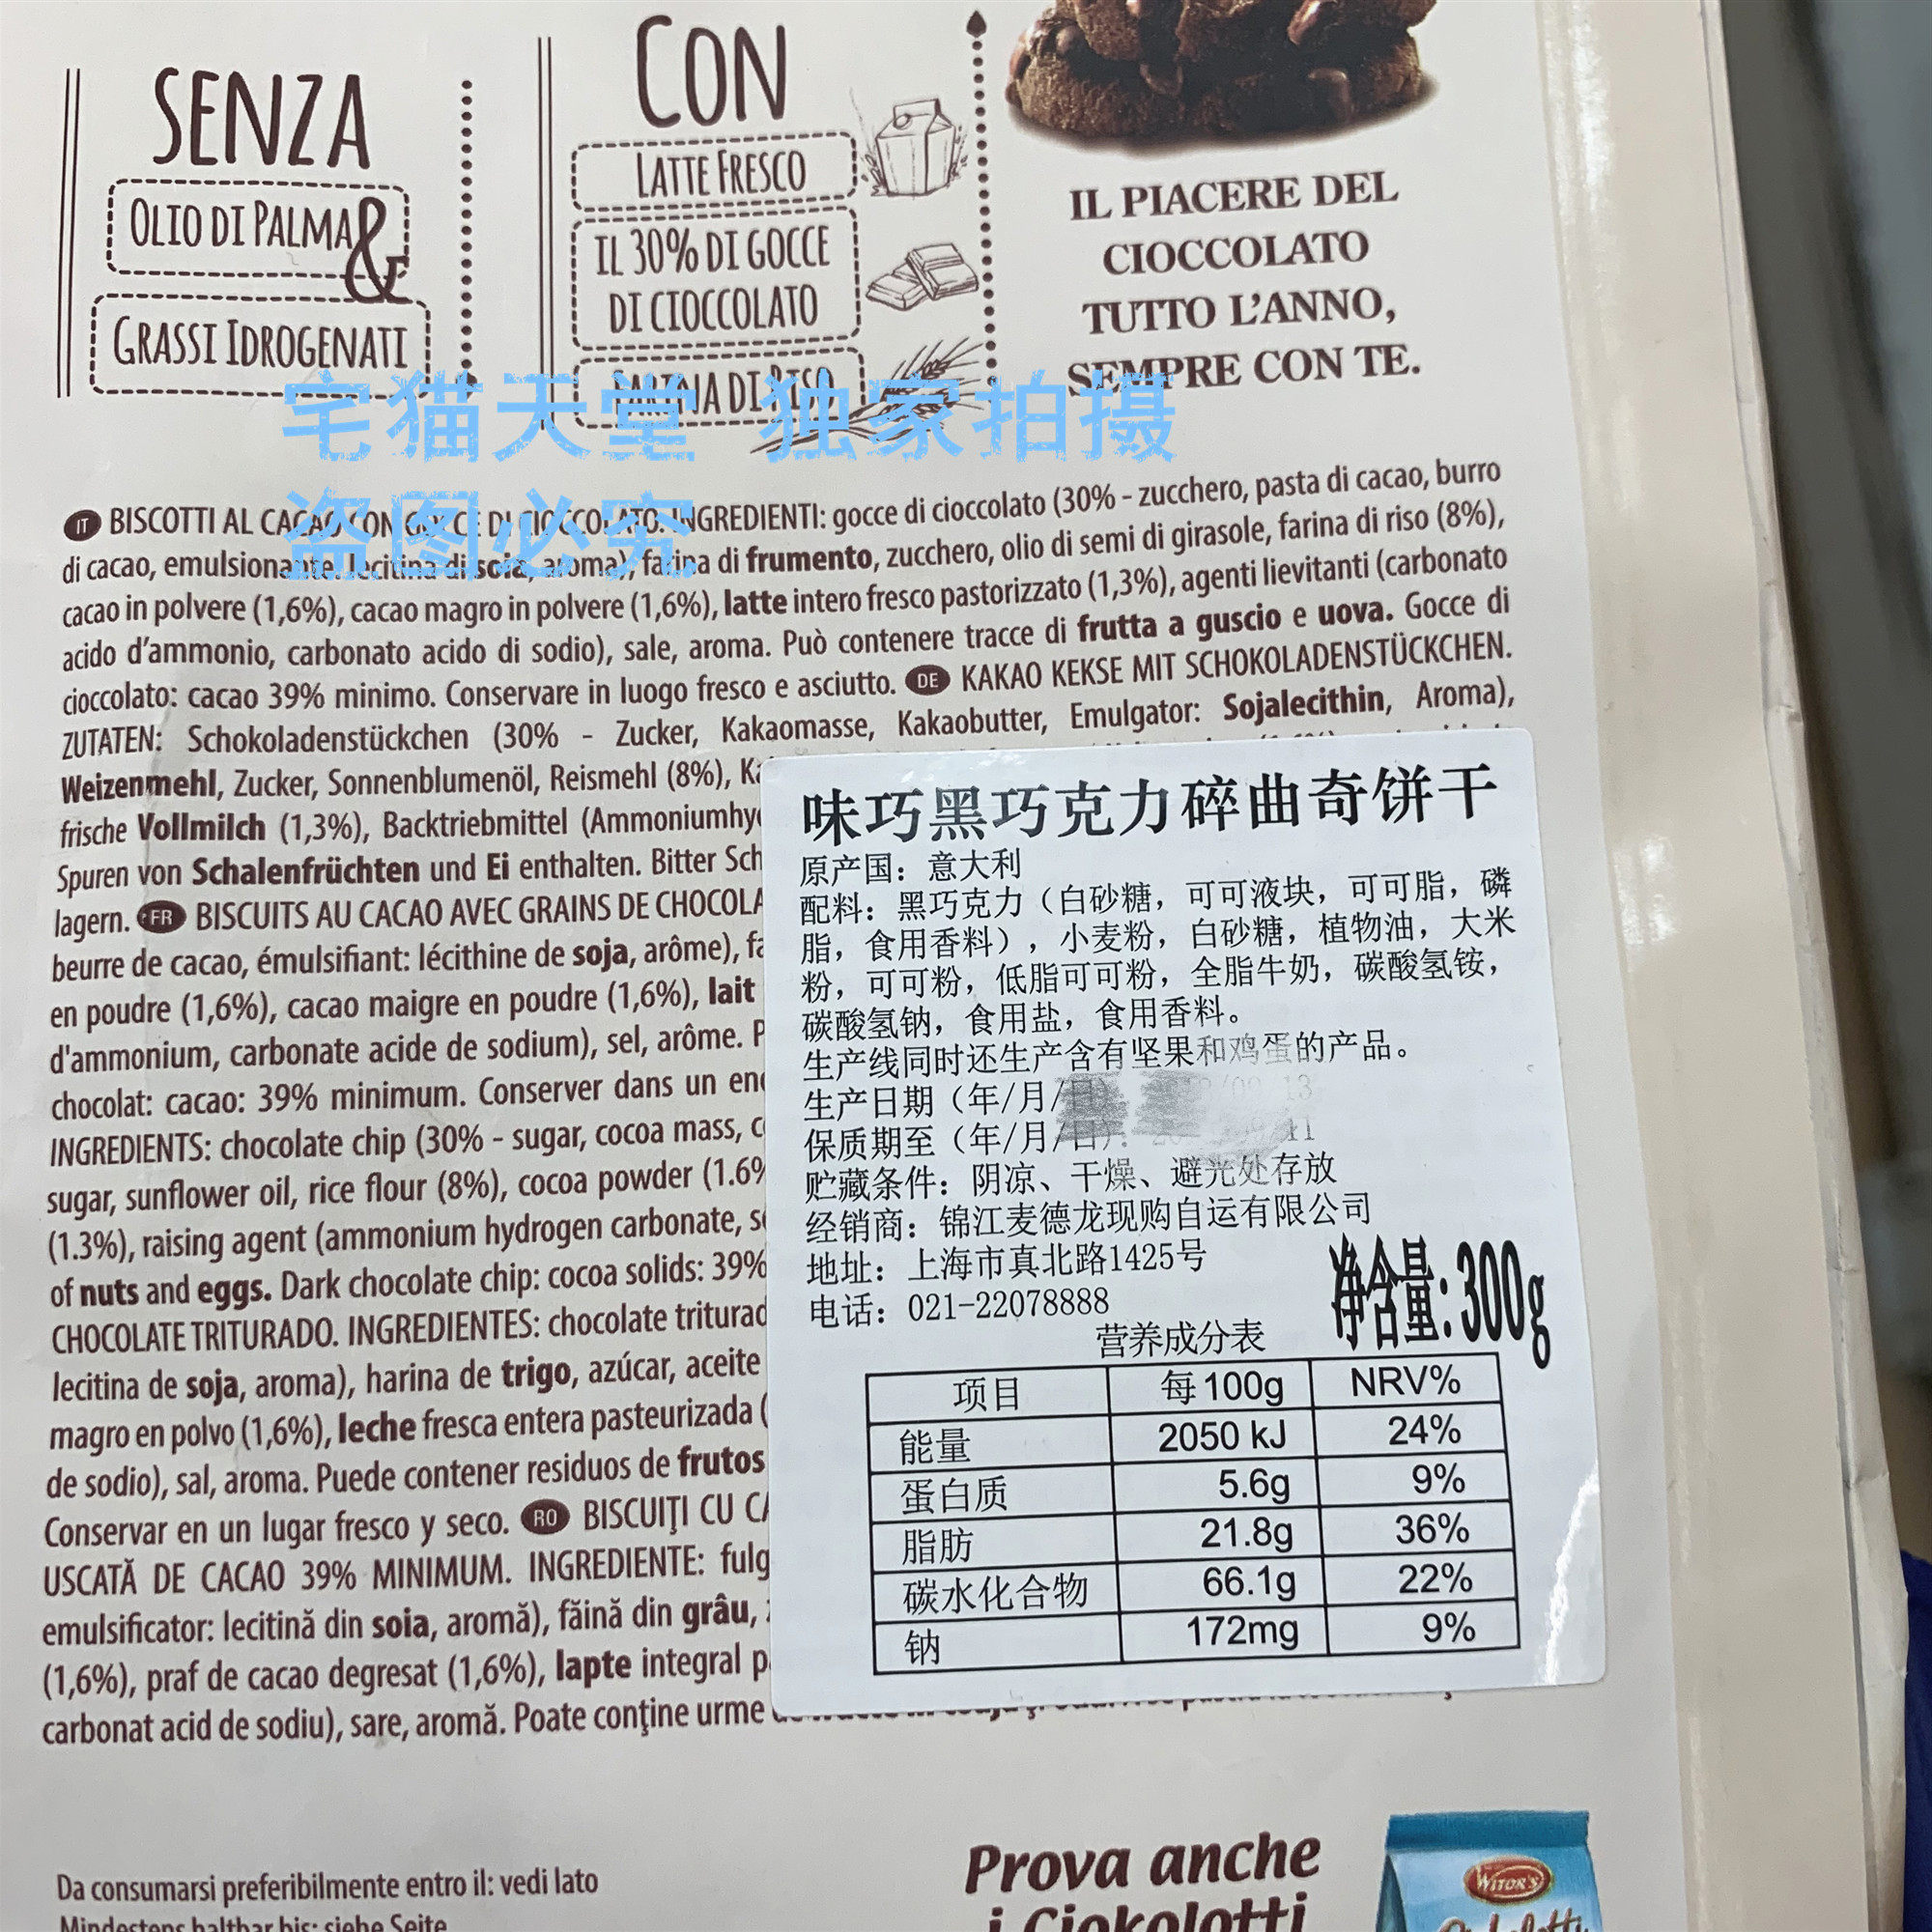 SENZA
OLIO DI PALMA
&
GRASSI IDROGENATI
CON
LATTE FRESCO
IL 30% DI GOCCE
DI CIOCCOLATO
FARINA DI RISO
IL PIACERE DEL
CIOCCOLATO
TUTTO L'ANNO,
SEMPRE CON TE.
宅猫天堂 独家拍摄
盗图必究
IT BISCOTTI AL CACAO CON GOCCE DI CIOCCOLATO. INGREDIENTI: gocce di cioccolato (30% - zucchero, pasta di cacao, burro
di cacao, emulsionante: lecitina di soia, aroma), farina di frumento, zucchero, olio di semi di girasole, farina di riso (8%),
cacao in polvere (1,6%), cacao magro in polvere (1,6%), latte intero fresco pastorizzato (1,3%), agenti lievitanti (carbonato
acido d'ammonio, carbonato acido di sodio), sale, aroma. Può contenere tracce di frutta a guscio e uova. Gocce di
cioccolato: cacao 39% minimo. Conservare in luogo fresco e asciutto. DE KAKAO KEKSE MIT SCHOKOLADENSTÜCKCHEN.
ZUTATEN: Schokoladenstückchen (30% - Zucker, Kakaomasse, Kakaobutter, Emulgator: Sojalecithin, Aroma),
Weizenmehl, Zucker, Sonnenblumenöl, Reismehl (8%),
frische Vollmilch (1,3%), Backtriebmittel (Ammoniumhy
Spuren von Schalenfrüchten und Ei enthalten. Bitter Sch
lagern. FR BISCUITS AU CACAO AVEC GRAINS DE CHOCOLA
beurre de cacao, émulsifiant: lécithine de soja, arôme), fa
en poudre (1,6%), cacao maigre en poudre (1,6%), lait
d'ammonium, carbonate acide de sodium), sel, arôme. P
chocolat: cacao: 39% minimum. Conserver dans un en
INGREDIENTS: chocolate chip (30% - sugar, cocoa mass, c
sugar, sunflower oil, rice flour (8%), cocoa powder (1.6%
(1.3%), raising agent (ammonium hydrogen carbonate, s
of nuts and eggs. Dark chocolate chip: cocoa solids: 39%
CHOCOLATE TRITURADO. INGREDIENTES: chocolate triturad
lecitina de soja, aroma), harina de trigo, azúcar, aceite
magro en polvo (1,6%), leche fresca entera pasteurizada (
de sodio), sal, aroma. Puede contener residuos de frutos
Conservar en un lugar fresco y seco. RO BISCUIȚI CU CA
USCATĂ DE CACAO 39% MINIMUM. INGREDIENTE: fulg
emulsificator: lecitină din soia, aromă), făină din grâu,
(1,6%), praf de cacao degresat (1,6%), lapte integral p
carbonat acid de sodiu), sare, aromă. Poate conține urme
味巧黑巧克力碎曲奇饼干
原产国：意大利
配料：黑巧克力（白砂糖，可可液块，可可脂，磷
脂，食用香料），小麦粉，白砂糖，植物油，大米
粉，可可粉，低脂可可粉，全脂牛奶，碳酸氢铵，
碳酸氢钠，食用盐，食用香料。
生产线同时还生产含有坚果和鸡蛋的产品。
生产日期（年/月/日）
保质期至（年/月/日）：
贮藏条件：阴凉、干燥、避光处存放
经销商：锦江麦德龙现购自运有限公司
地址：上海市真北路1425号
电话：021-22078888
净含量：300g
营养成分表
项目 每100g NRV%
能量 2050 kJ 24%
蛋白质 5.6g 9%
脂肪 21.8g 36%
碳水化合物 66.1g 22%
钠 172mg 9%
Da consumarsi preferibilmente entro il: vedi lato
Mindestens haltbar bis: siehe Seite
Prova anche
i Ciokolotti
WITOR'S